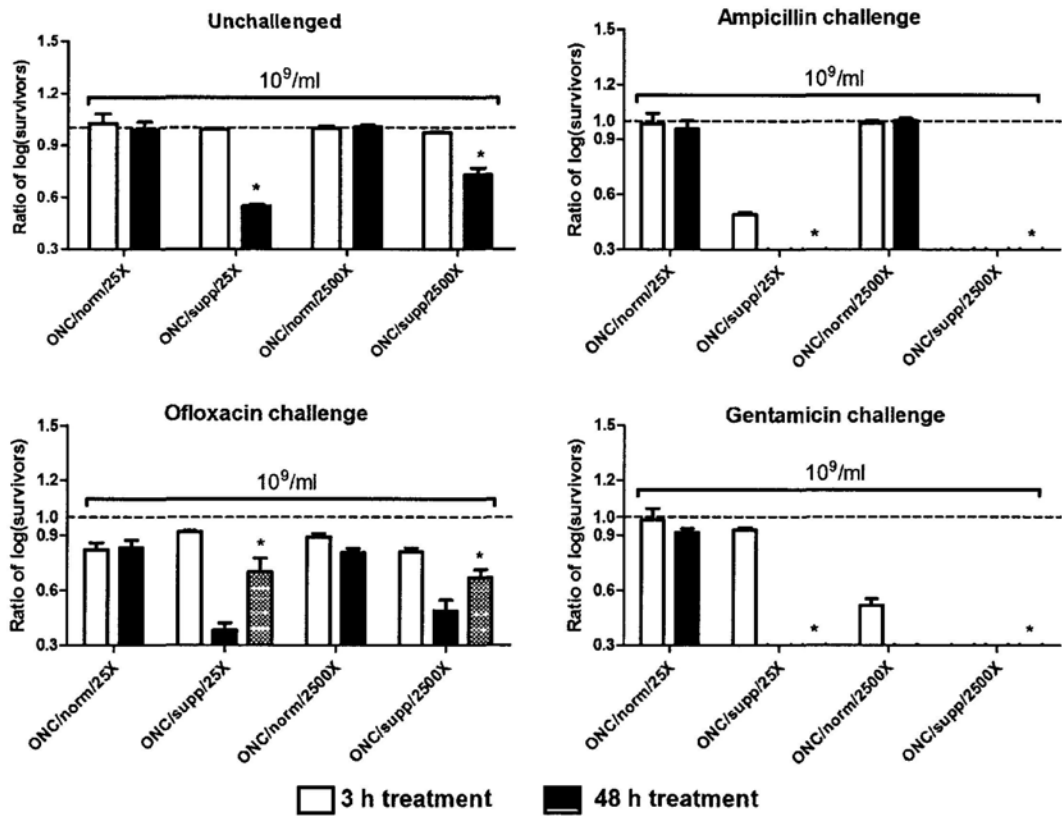 Unchallenged
Ratio of log(survivors)
1.5
1.2
0.9
0.6
0.3
10⁹/ml
ONC/norm/25X
ONC/supp/25X
ONC/norm/2500X
ONC/supp/2500X
*
*
Ampicillin challenge
Ratio of log(survivors)
1.5
1.2
1.0
0.9
0.6
0.3
10⁹/ml
ONC/norm/25X
ONC/supp/25X
ONC/norm/2500X
ONC/supp/2500X
*
*
Ofloxacin challenge
Ratio of log(survivors)
1.5
1.2
1.0
0.9
0.6
0.3
10⁹/ml
ONC/norm/25X
ONC/supp/25X
ONC/norm/2500X
ONC/supp/2500X
*
*
Gentamicin challenge
Ratio of log(survivors)
1.5
1.2
1.0
0.9
0.6
0.3
10⁹/ml
ONC/norm/25X
ONC/supp/25X
ONC/norm/2500X
ONC/supp/2500X
*
*
3 h treatment
48 h treatment